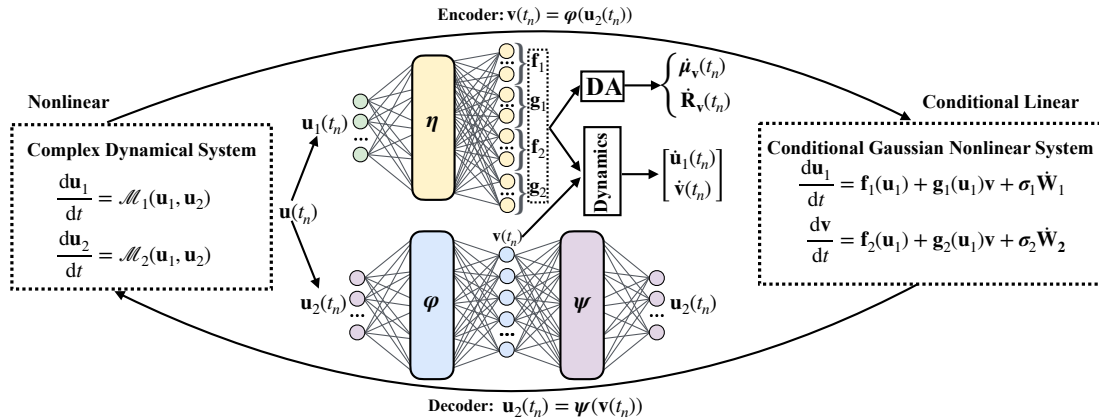 Encoder: v(tₙ) = φ(u₂(tₙ))
Nonlinear
Complex Dynamical System
du₁/dt = ℳ₁(u₁, u₂)
du₂/dt = ℳ₂(u₁, u₂)
u(tₙ)
u₁(tₙ)
...
η
... f₁
... g₁
... f₂
... g₂
DA
μ̇ᵥ(tₙ)
Ṙᵥ(tₙ)
Dynamics
u̇₁(tₙ)
v̇(tₙ)
v(tₙ)
u₂(tₙ)
...
φ
...
ψ
...
u₂(tₙ)
Conditional Linear
Conditional Gaussian Nonlinear System
du₁/dt = f₁(u₁) + g₁(u₁)v + σ₁Ẇ₁
dv/dt = f₂(u₁) + g₂(u₁)v + σ₂Ẇ₂
Decoder: u₂(tₙ) = ψ(v(tₙ))